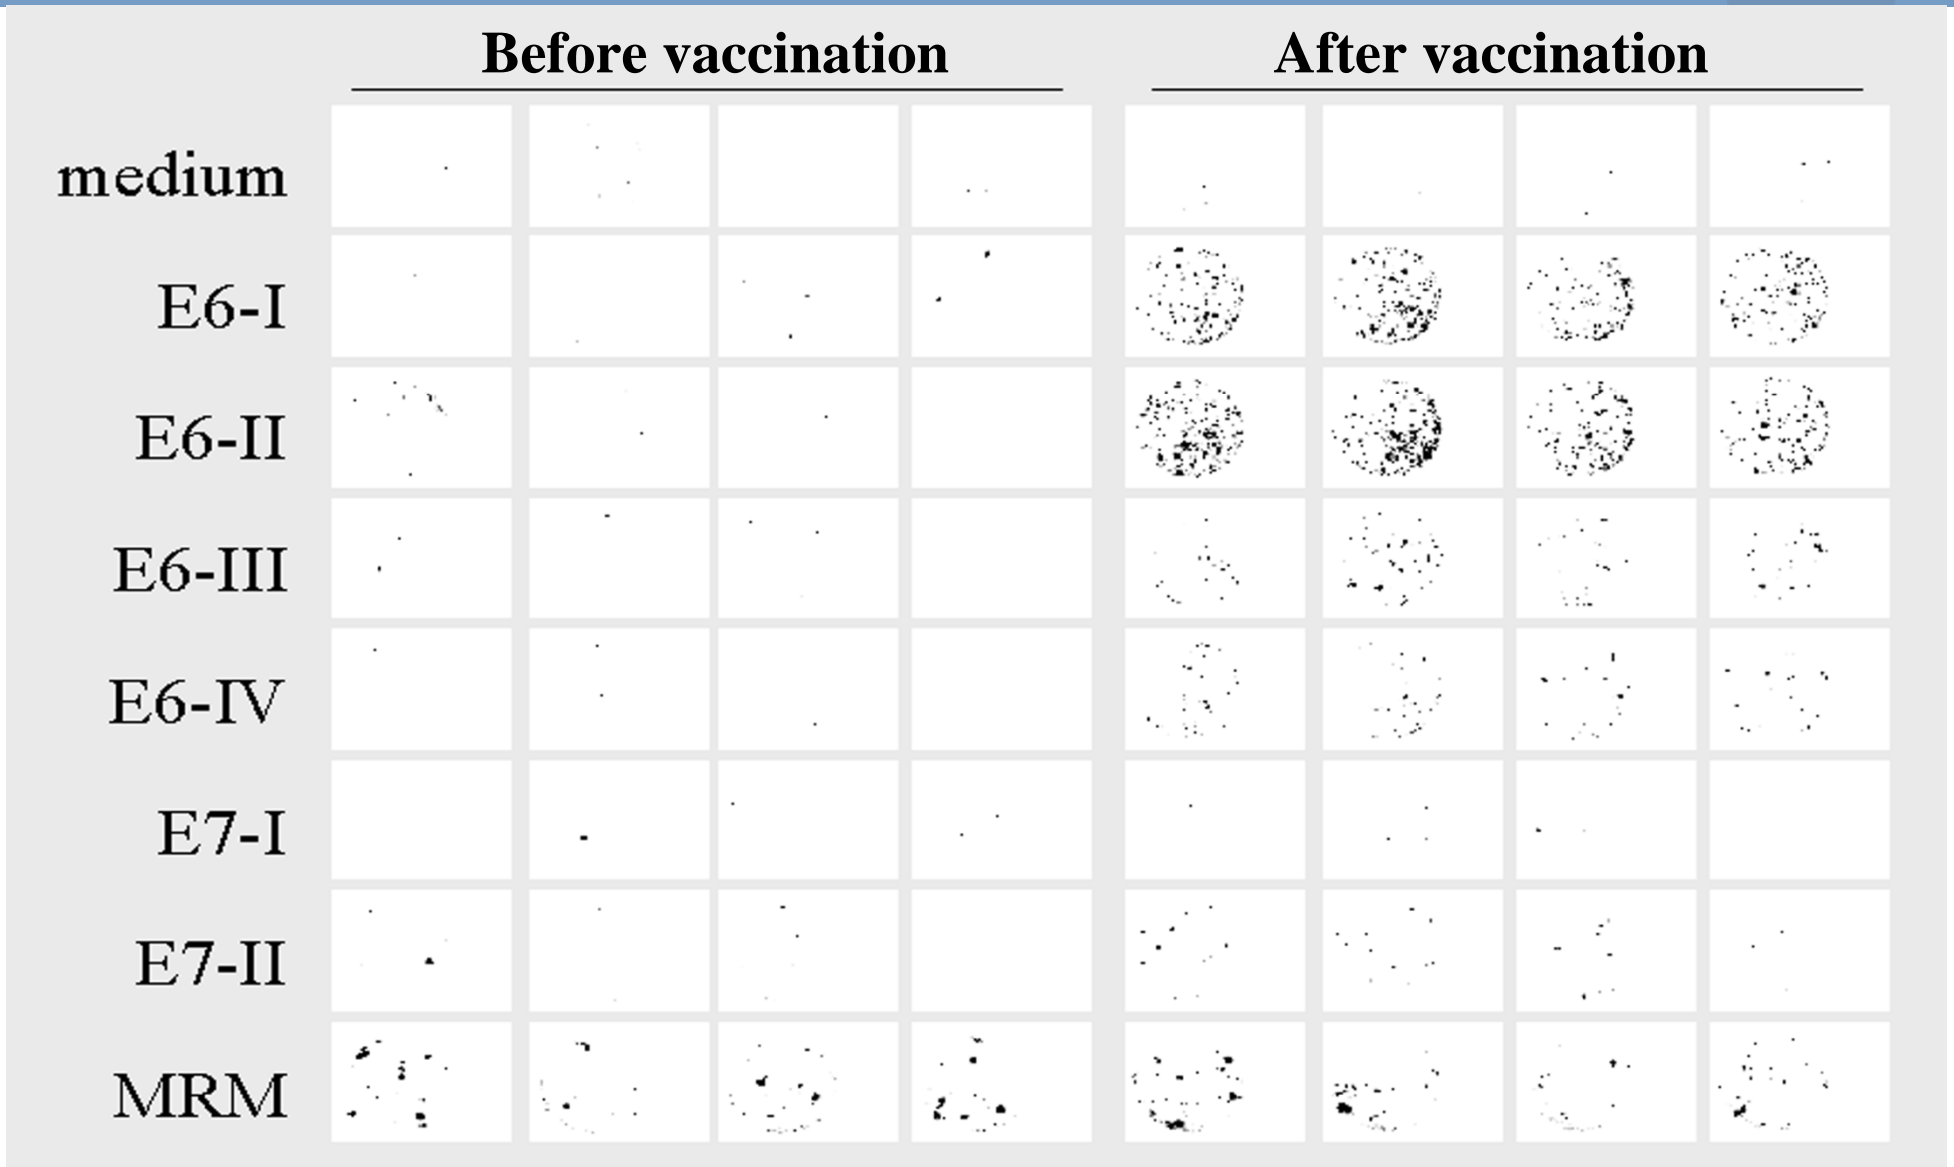 Before vaccination After vaccination
medium
E6-I
E6-II
E6-III
E6-IV
E7-I
E7-II
MRM